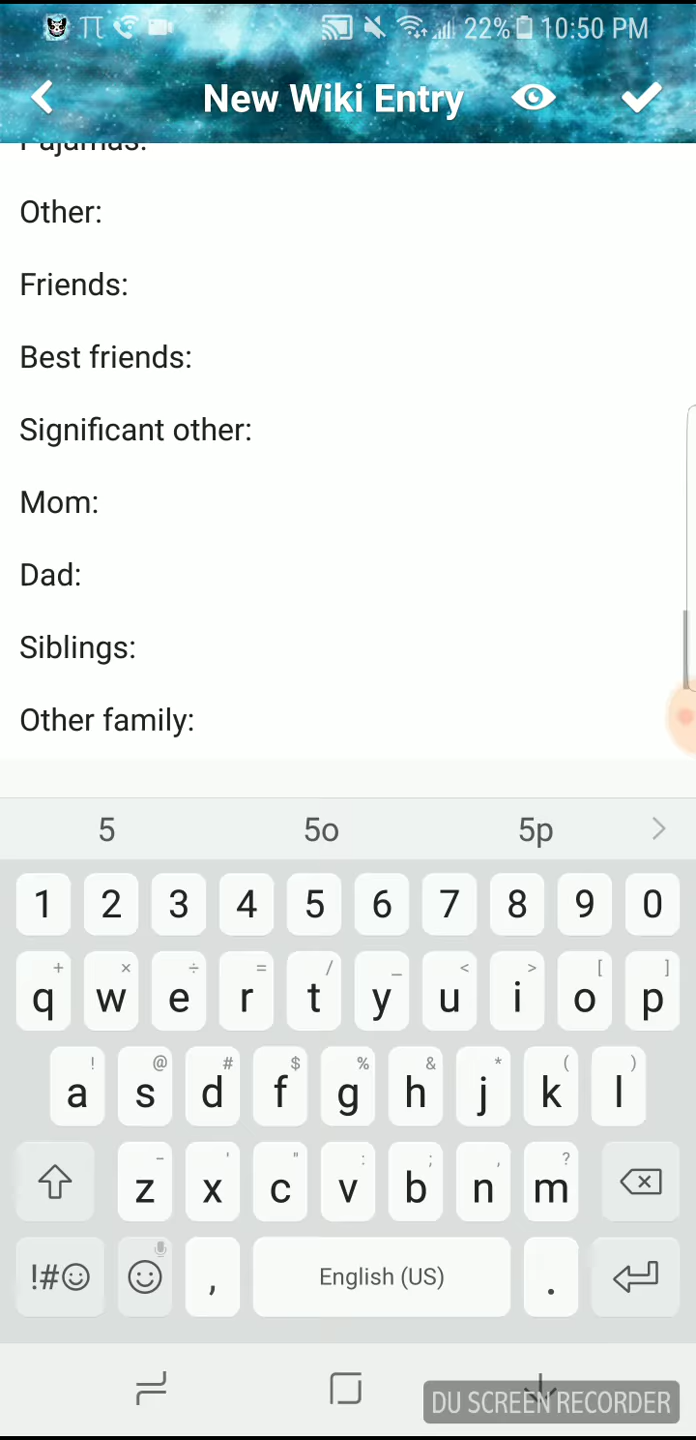 π 22% 10:50 PM
New Wiki Entry
Pajamas:
Other:
Friends:
Best friends:
Significant other:
Mom:
Dad:
Siblings:
Other family:
5 5o 5p
1 2 3 4 5 6 7 8 9 0
+ × ÷ = / _ < > [ ]
q w e r t y u i o p
! @ # $ % & * ( )
a s d f g h j k l
- ' " : ; , ?
z x c v b n m
!# , English (US) .
DU SCREEN RECORDER